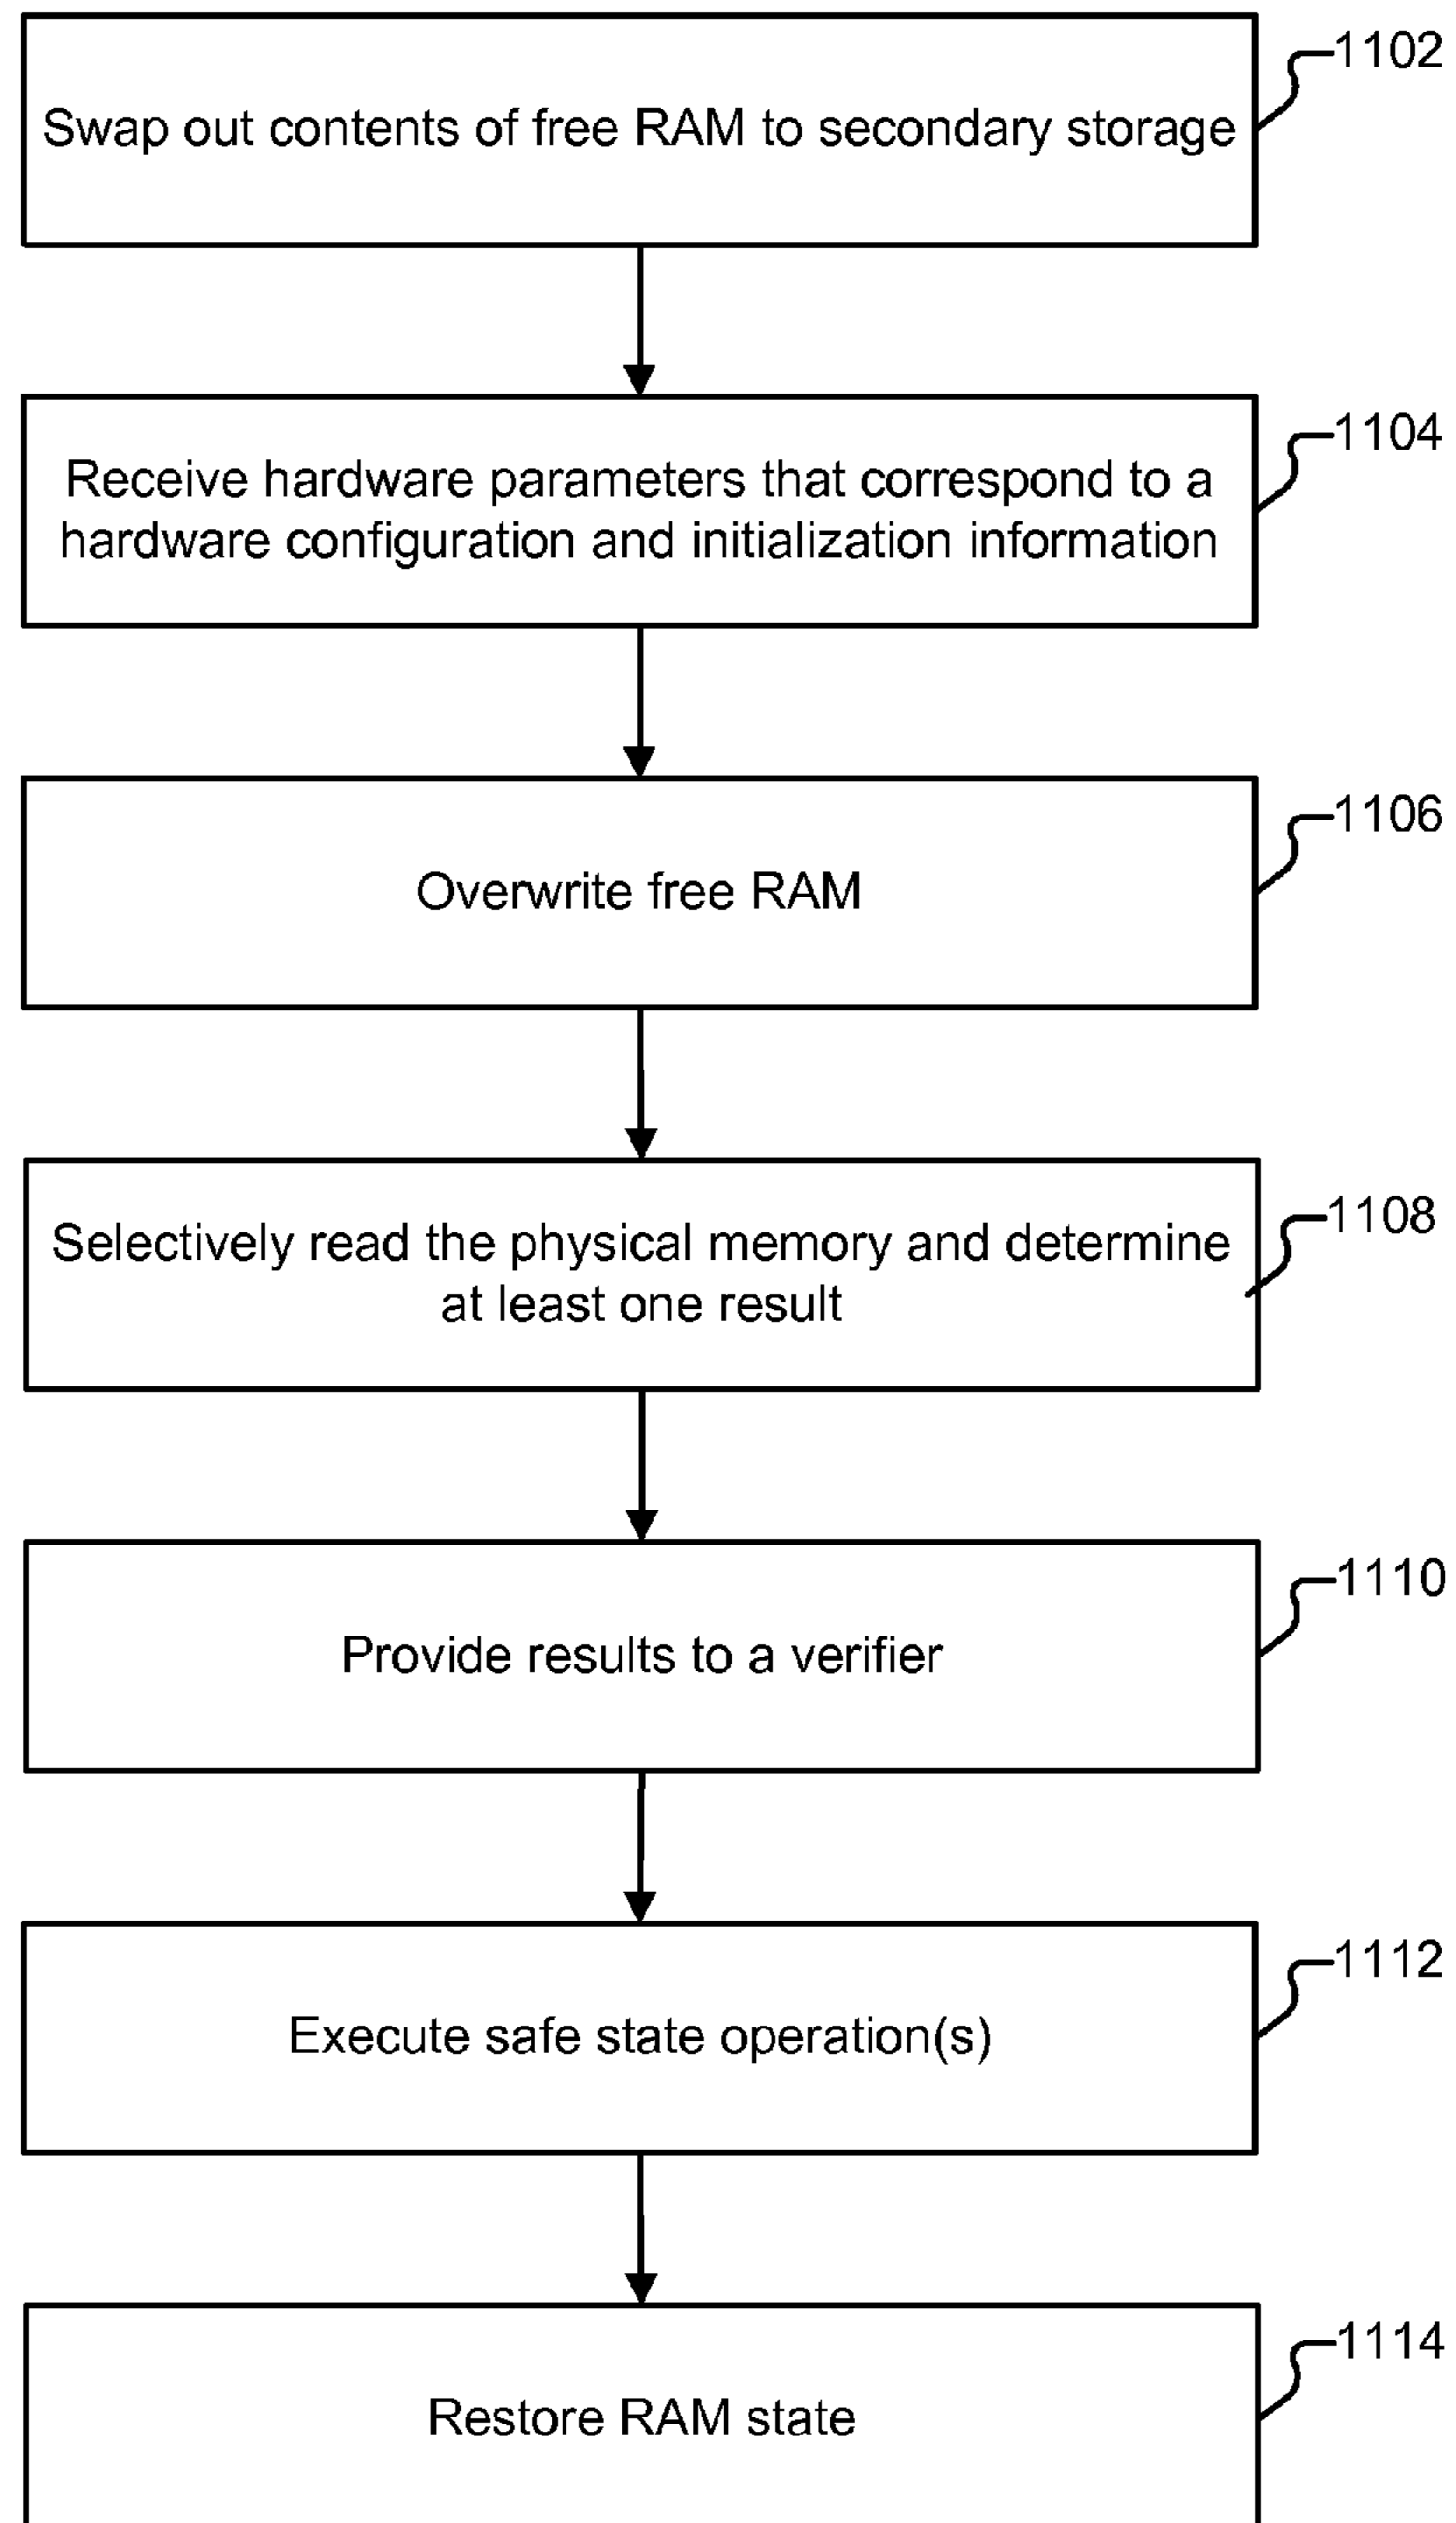 1102
Swap out contents of free RAM to secondary storage
1104
Receive hardware parameters that correspond to a
hardware configuration and initialization information
1106
Overwrite free RAM
1108
Selectively read the physical memory and determine
at least one result
1110
Provide results to a verifier
1112
Execute safe state operation(s)
1114
Restore RAM state